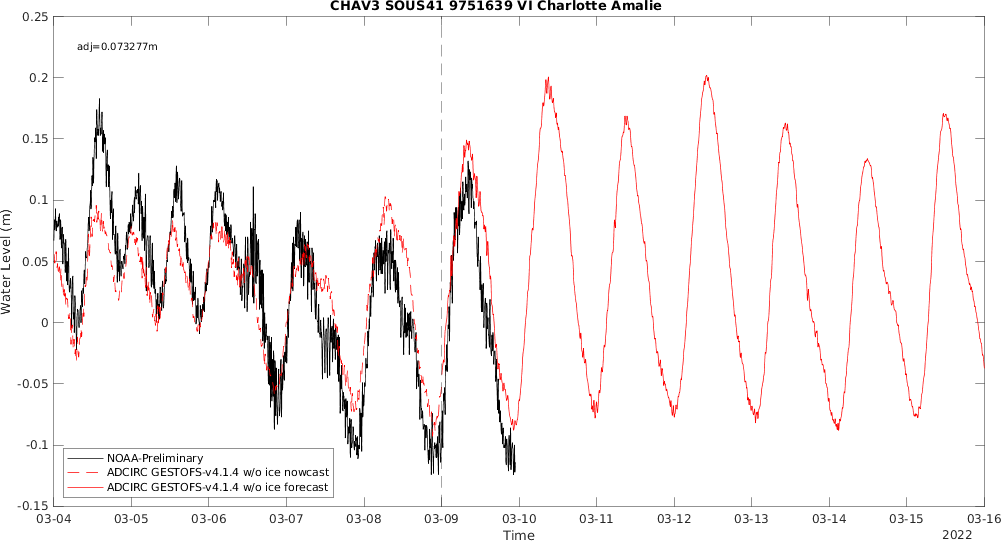 CHAV3 SOUS41 9751639 VI Charlotte Amalie
adj=0.073277m
0.25
0.2
0.15
0.1
0.05
0
-0.05
-0.1
-0.15
Water Level (m)
NOAA-Preliminary
ADCIRC GESTOFS-v4.1.4 w/o ice nowcast
ADCIRC GESTOFS-v4.1.4 w/o ice forecast
03-04 03-05 03-06 03-07 03-08 03-09 03-10 03-11 03-12 03-13 03-14 03-15 03-16
Time
2022